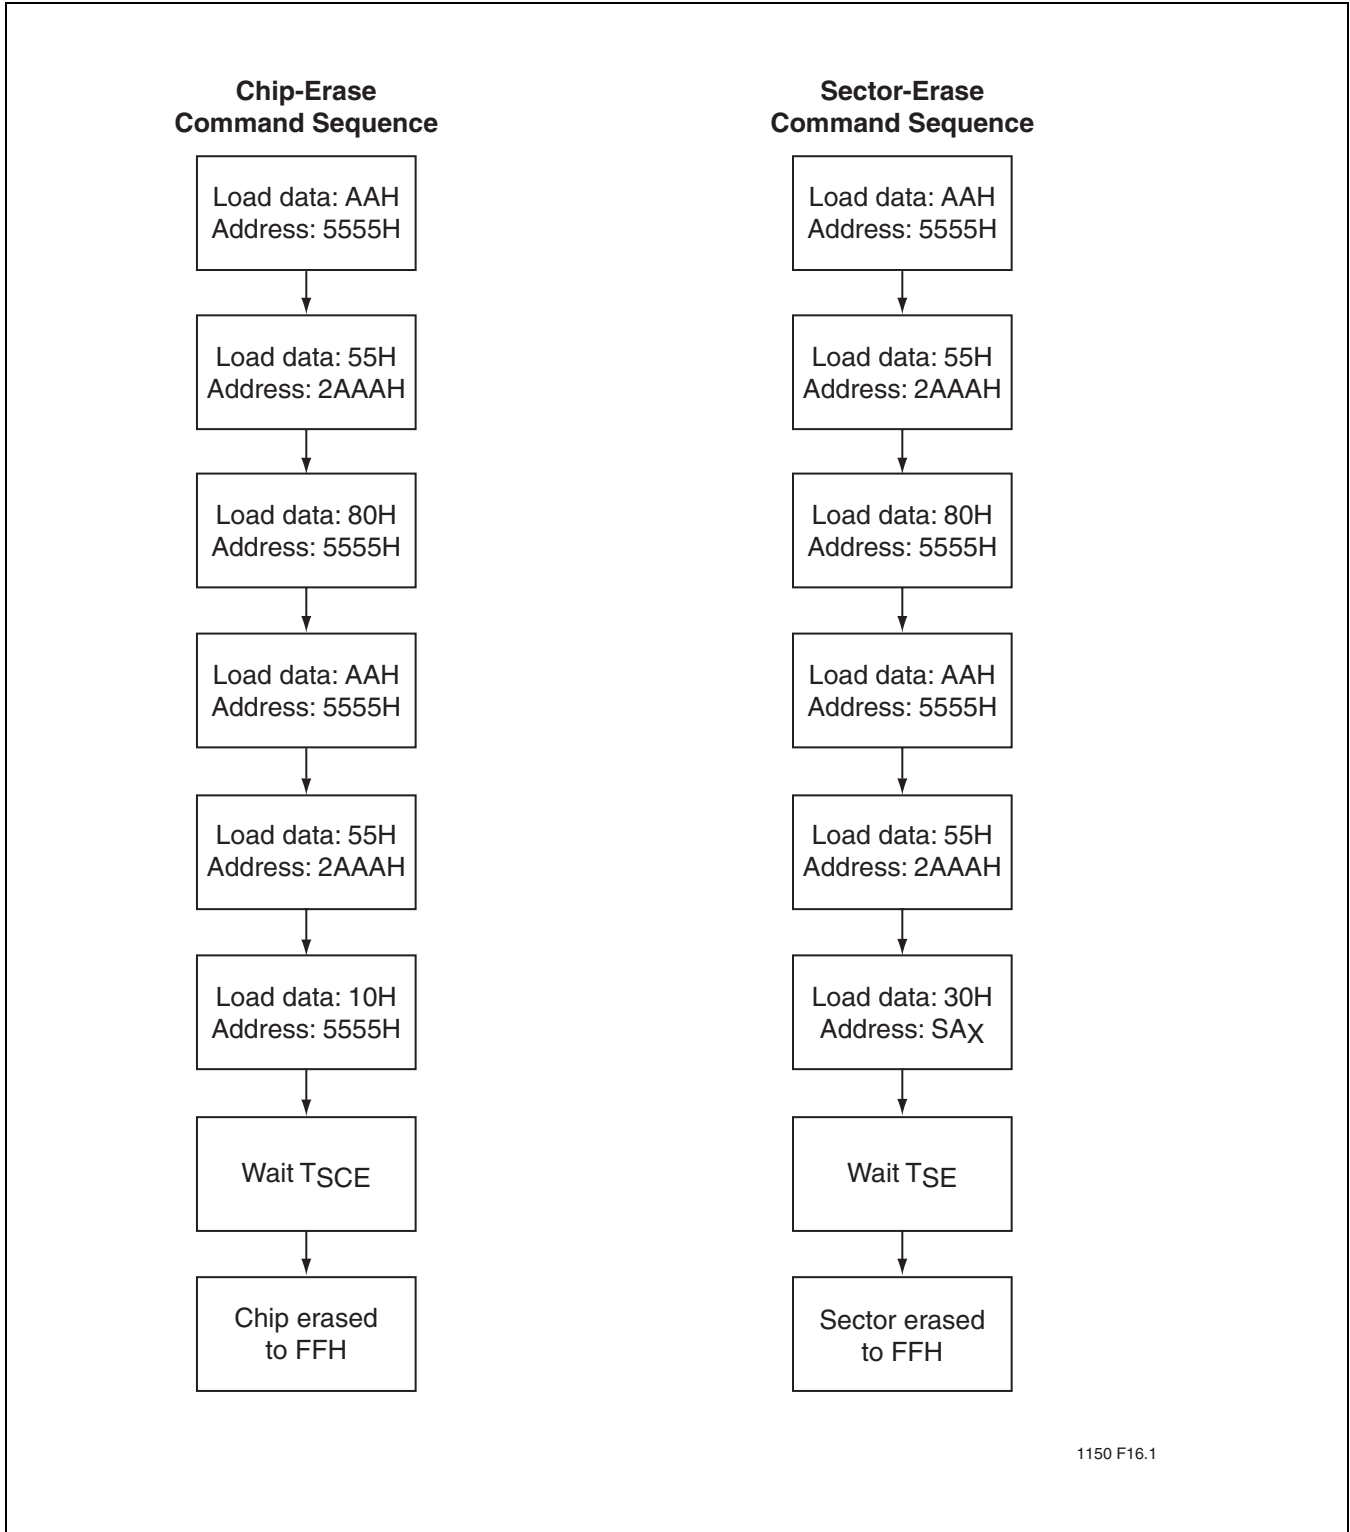 Chip-Erase
Command Sequence
Load data: AAH
Address: 5555H
Load data: 55H
Address: 2AAAH
Load data: 80H
Address: 5555H
Load data: AAH
Address: 5555H
Load data: 55H
Address: 2AAAH
Load data: 10H
Address: 5555H
Wait TSCE
Chip erased
to FFH
Sector-Erase
Command Sequence
Load data: AAH
Address: 5555H
Load data: 55H
Address: 2AAAH
Load data: 80H
Address: 5555H
Load data: AAH
Address: 5555H
Load data: 55H
Address: 2AAAH
Load data: 30H
Address: SAX
Wait TSE
Sector erased
to FFH
1150 F16.1